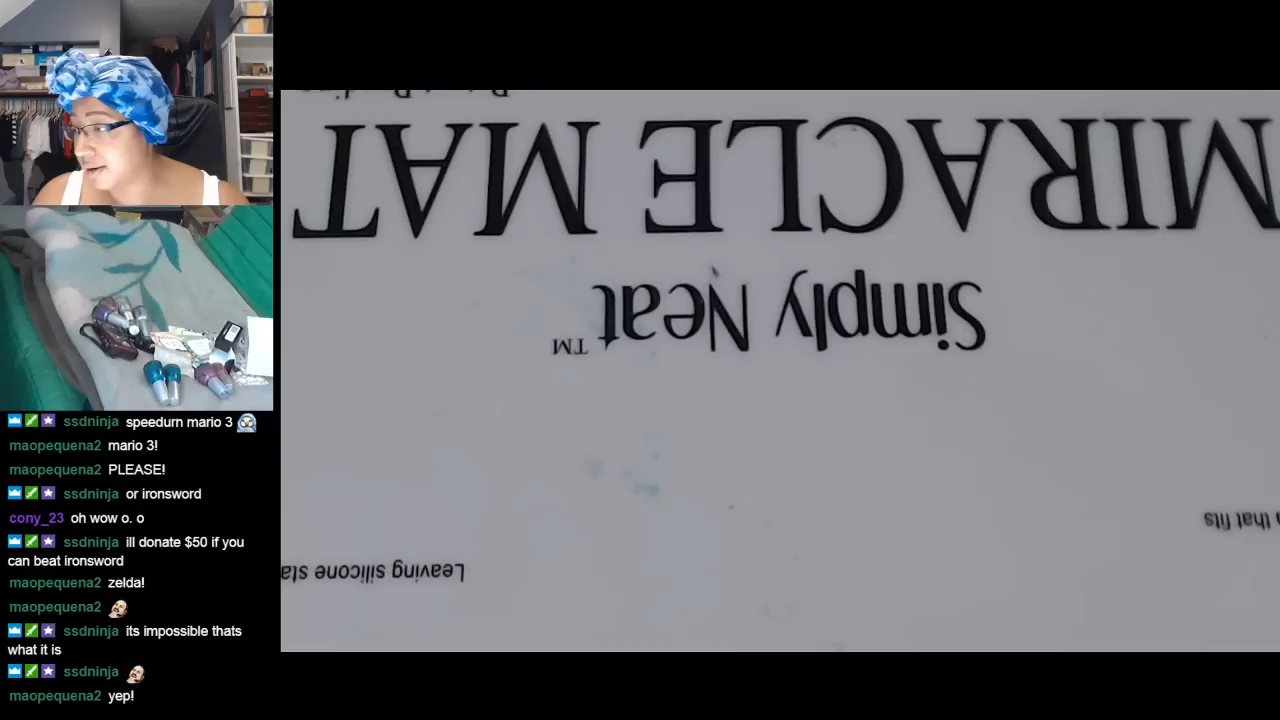 MIRACLE MAT
Simply Neat™
that fits
Leaving silicone sta
ssdninja speedurn mario 3
maopequena2 mario 3!
maopequena2 PLEASE!
ssdninja or ironsword
cony_23 oh wow o. o
ssdninja ill donate $50 if you
can beat ironsword
maopequena2 zelda!
maopequena2
ssdninja its impossible thats
what it is
ssdninja
maopequena2 yep!